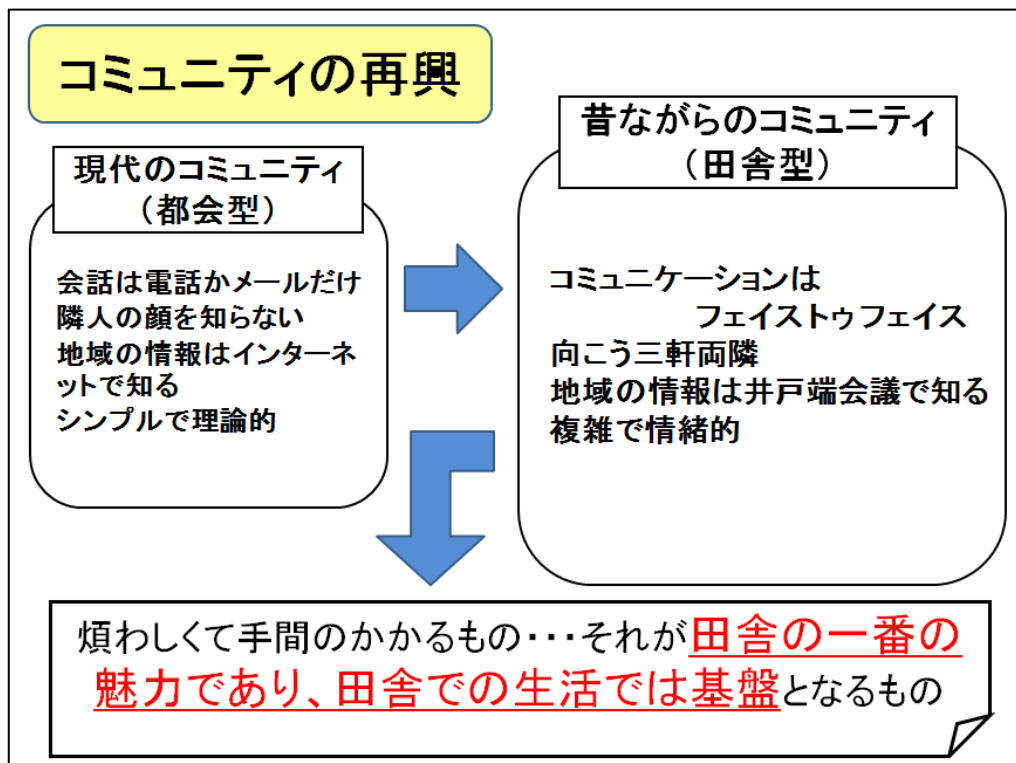 コミュニティの再興
現代のコミュニティ
（都会型）
会話は電話かメールだけ
隣人の顔を知らない
地域の情報はインターネ
ットで知る
シンプルで理論的
昔ながらのコミュニティ
（田舎型）
コミュニケーションは
フェイストゥフェイス
向こう三軒両隣
地域の情報は井戸端会議で知る
複雑で情緒的
煩わしくて手間のかかるもの・・・それが田舎の一番の
魅力であり、田舎での生活では基盤となるもの